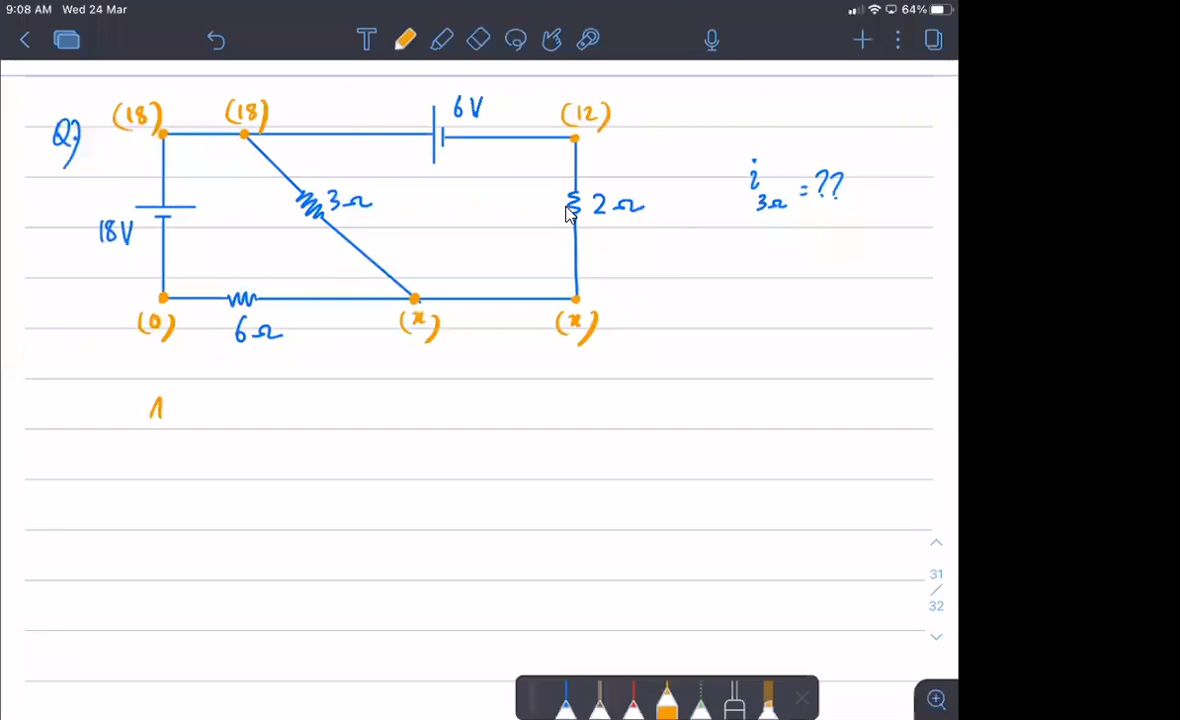 9:08 AM Wed 24 Mar
64%
T
Q)
(18)
(18)
6V
(12)
18V
3Ω
2Ω
i3Ω = ??
(0)
6Ω
(x)
(x)
31
/
32